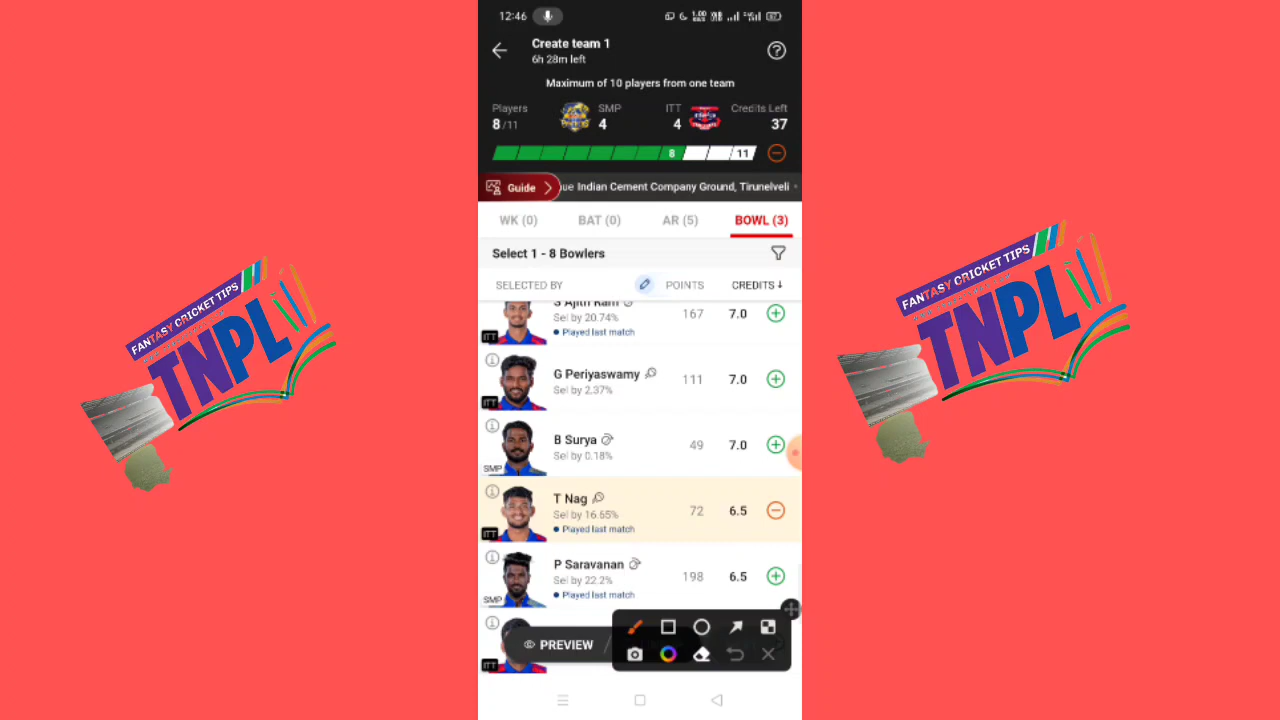 12:46
Create team 1
6h 28m left
Maximum of 10 players from one team
Players
8/11
SMP
4
ITT
4
Credits Left
37
8
11
Guide
ue Indian Cement Company Ground, Tirunelveli
WK (0)
BAT (0)
AR (5)
BOWL (3)
Select 1 - 8 Bowlers
SELECTED BY
POINTS
CREDITS↓
S Ajith Ram
Sel by 20.74%
Played last match
ITT
167
7.0
G Periyaswamy
Sel by 2.37%
ITT
111
7.0
B Surya
Sel by 0.18%
SMP
49
7.0
T Nag
Sel by 16.65%
Played last match
ITT
72
6.5
P Saravanan
Sel by 22.2%
Played last match
SMP
198
6.5
ITT
PREVIEW
FANTASY CRICKET TIPS
TNPL
FANTASY CRICKET TIPS
TNPL